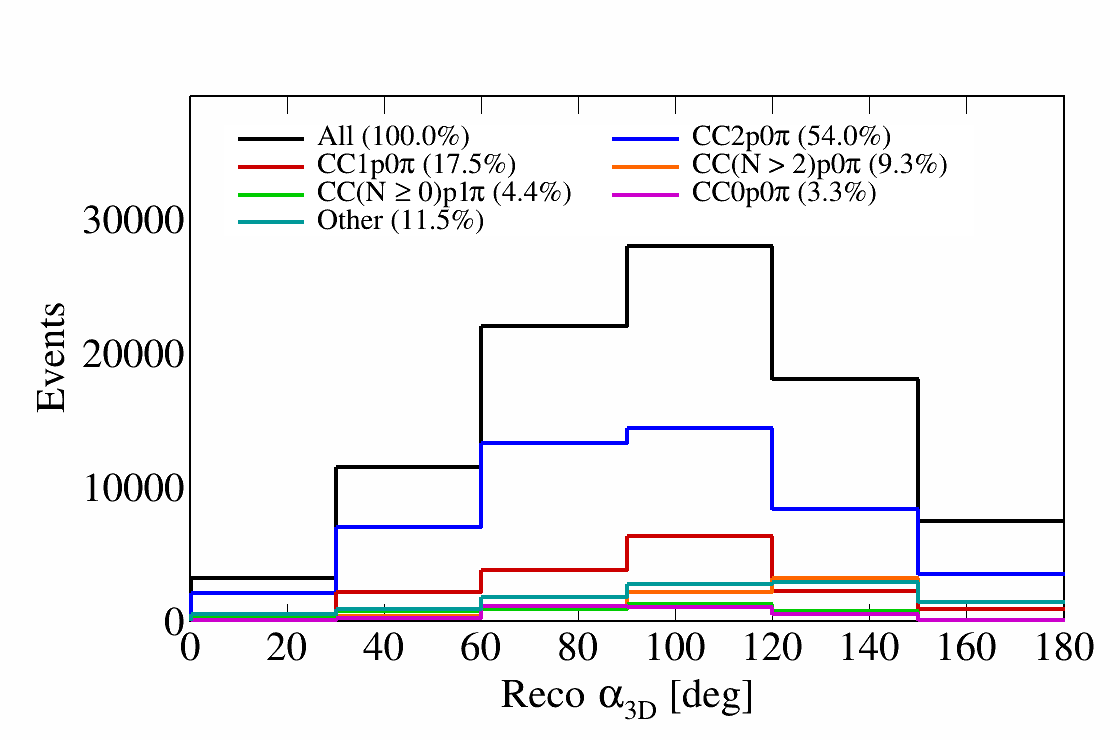 All (100.0%)
CC2p0π (54.0%)
CC1p0π (17.5%)
CC(N > 2)p0π (9.3%)
CC(N ≥ 0)p1π (4.4%)
CC0p0π (3.3%)
Other (11.5%)
30000
20000
10000
0
Events
0 20 40 60 80 100 120 140 160 180
Reco α3D [deg]